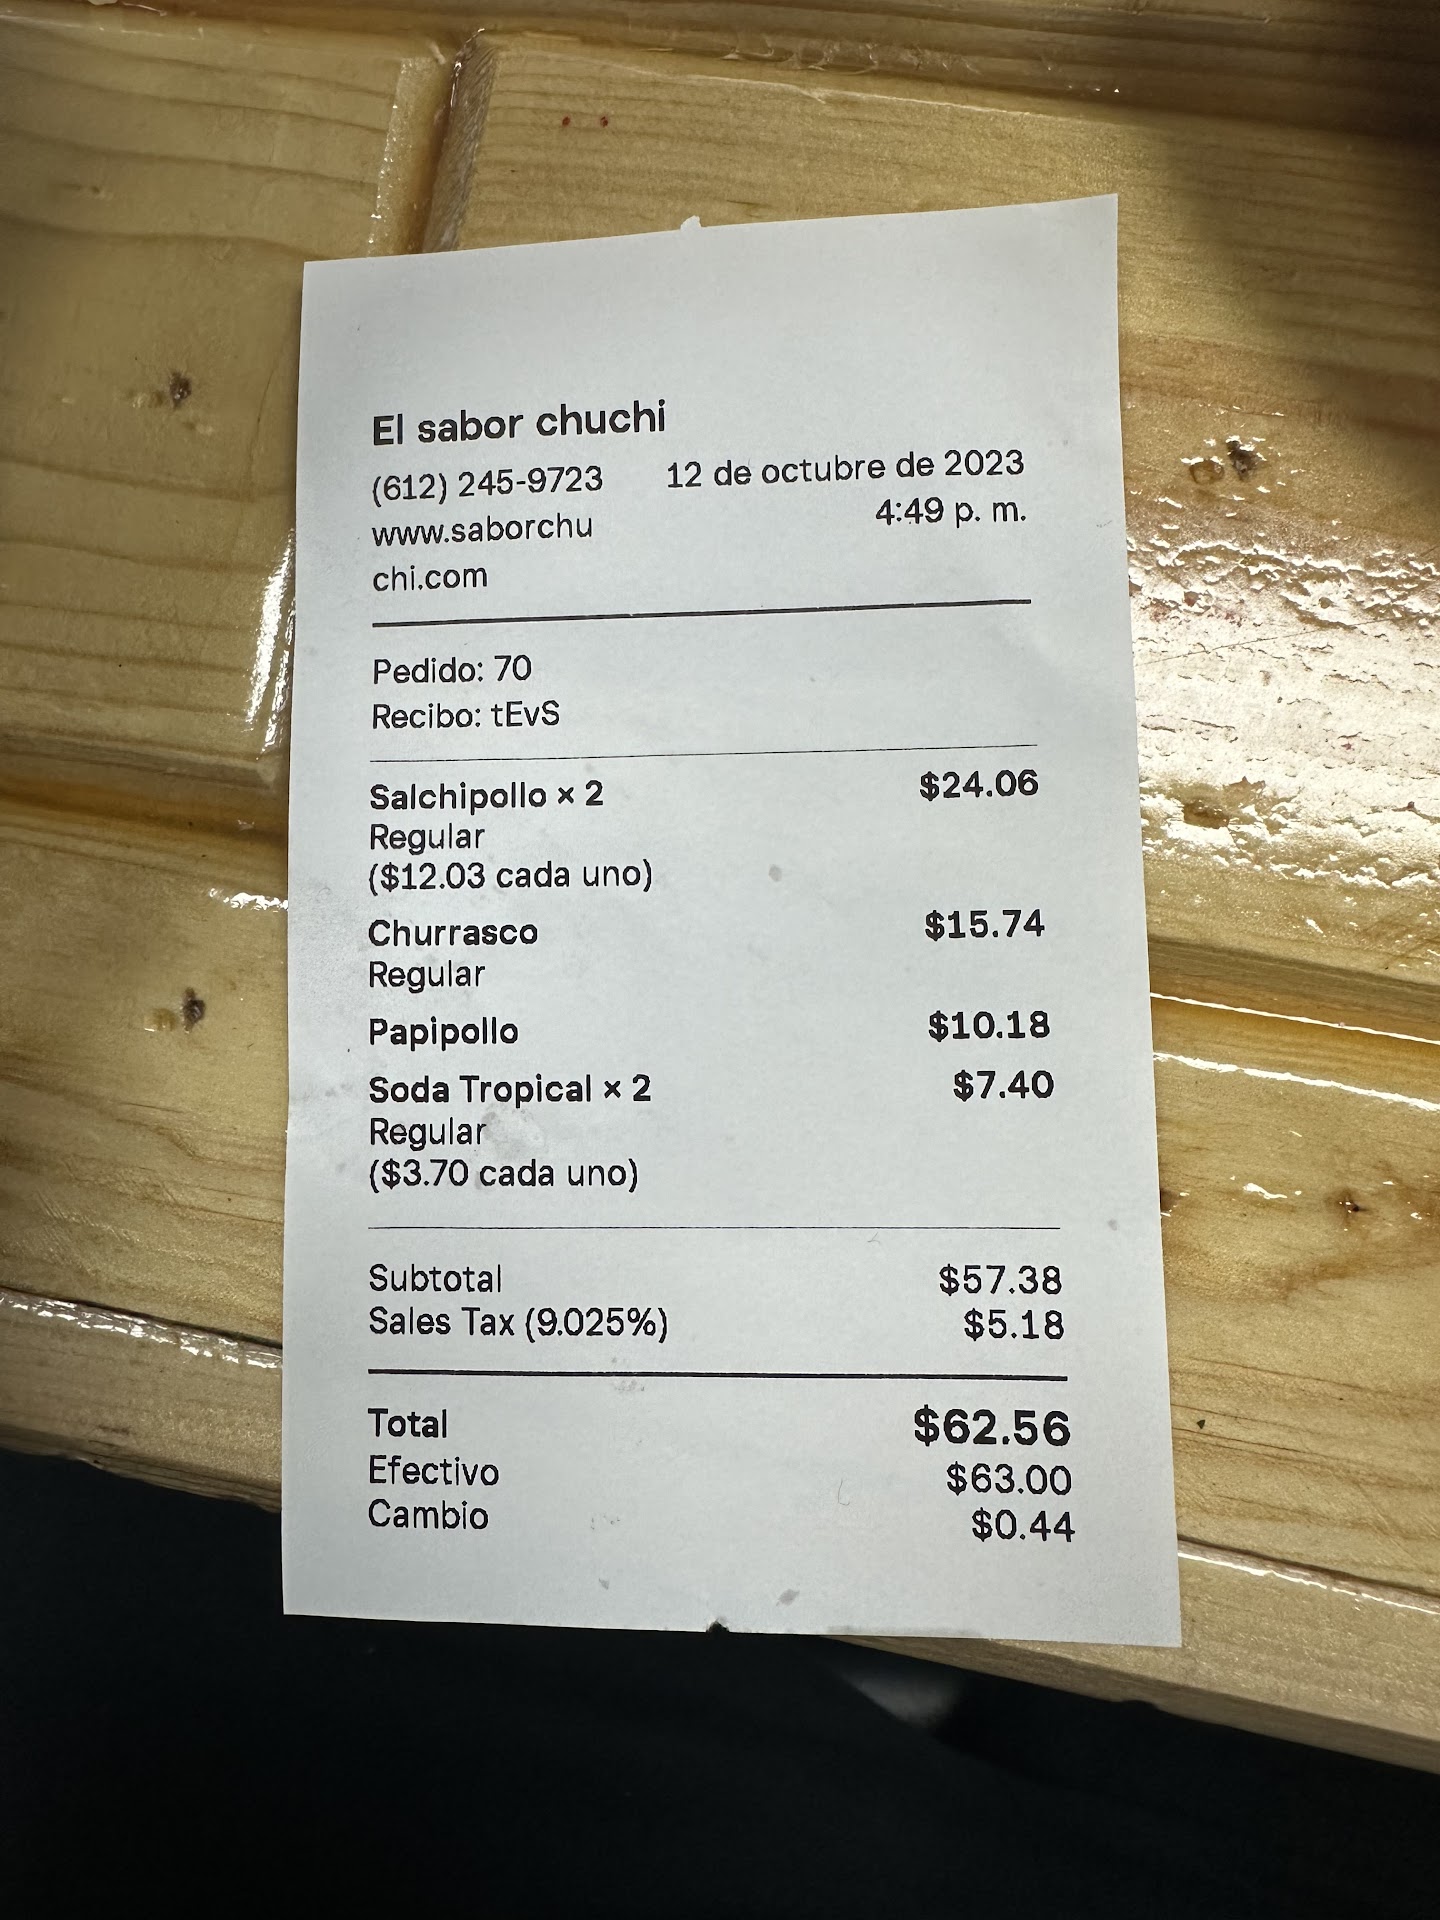 El sabor chuchi
(612) 245-9723 12 de octubre de 2023
www.saborchu 4:49 p. m.
chi.com
Pedido: 70
Recibo: tEvS
Salchipollo × 2 $24.06
Regular
($12.03 cada uno)
Churrasco $15.74
Regular
Papipollo $10.18
Soda Tropical × 2 $7.40
Regular
($3.70 cada uno)
Subtotal $57.38
Sales Tax (9.025%) $5.18
Total $62.56
Efectivo $63.00
Cambio $0.44